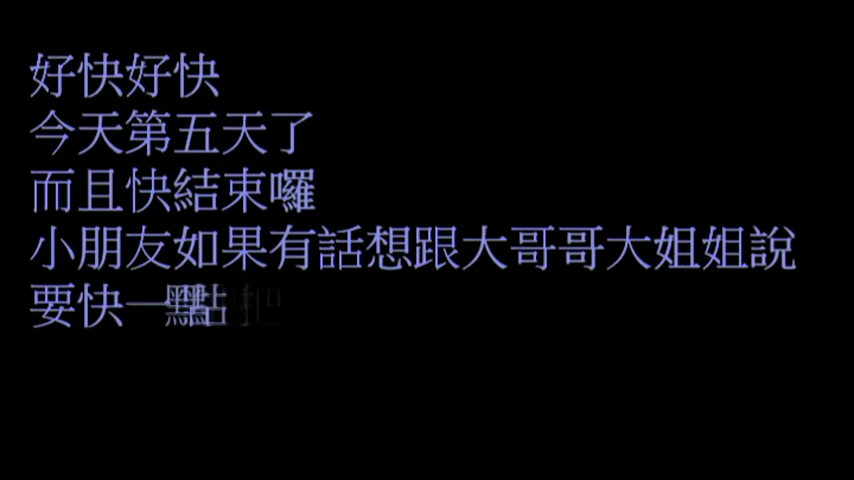 好快好快
今天第五天了
而且快結束囉
小朋友如果有話想跟大哥哥大姐姐說
要快一點